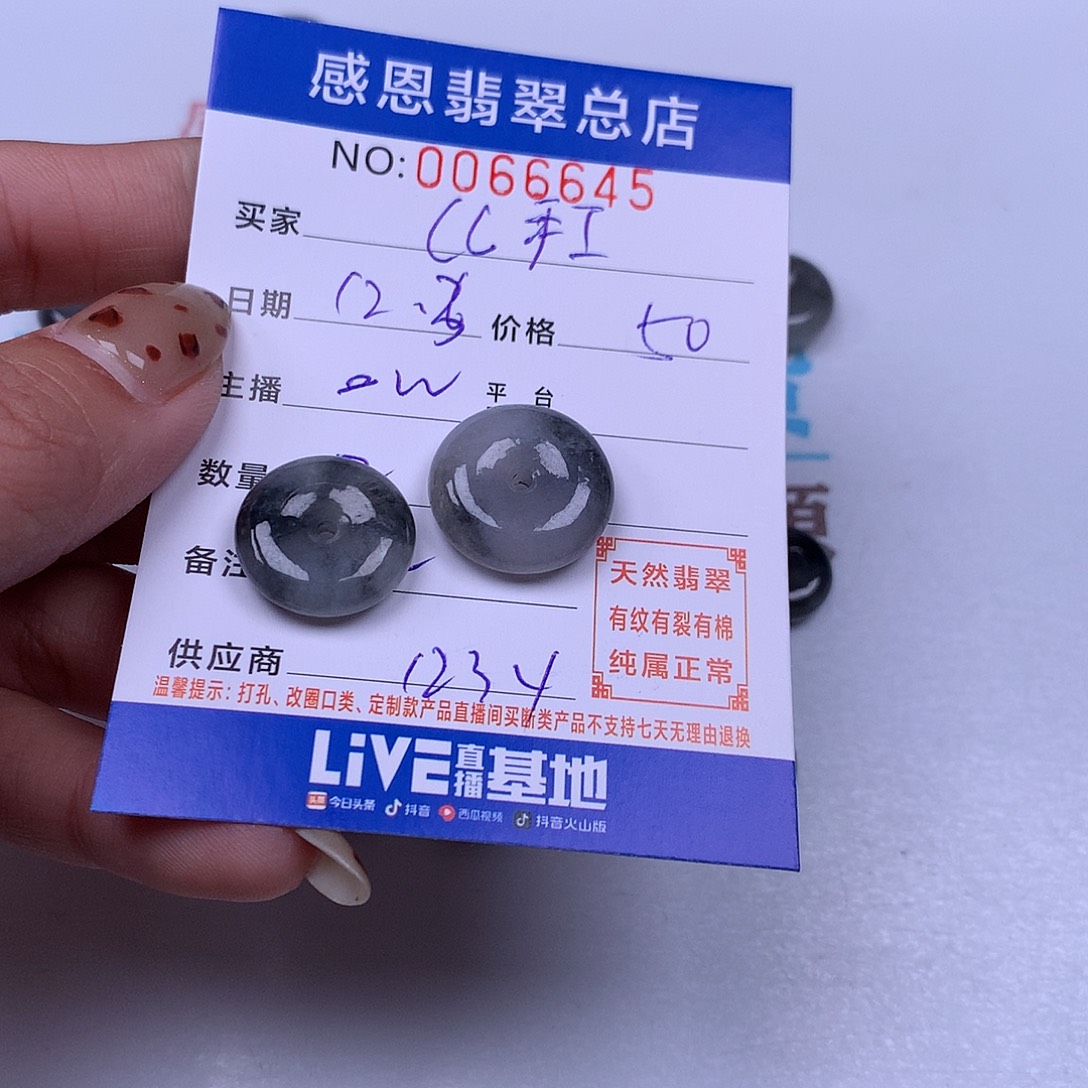 感恩翡翠总店
NO:0066645
买家
日期 12 价格 50
主播 平台
数量
备注
供应商 1234
天然翡翠
有纹有裂有棉
纯属正常
温馨提示：打孔、改圈口类、定制款产品直播间买断类产品不支持七天无理由退换
LiVE直播基地
头条 今日头条 抖音 西瓜视频 抖音火山版